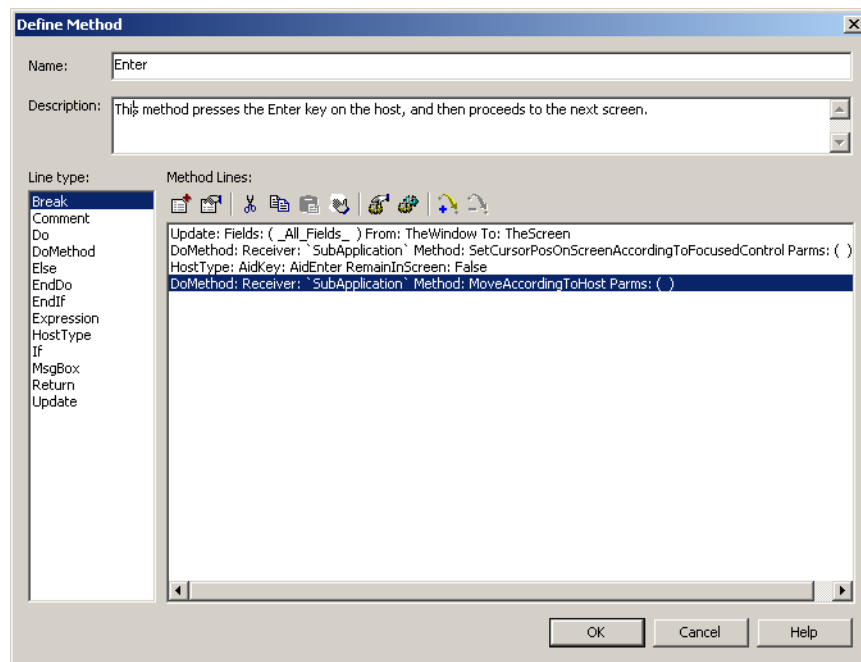 Define Method
Name:
Enter
Description:
This method presses the Enter key on the host, and then proceeds to the next screen.
Line type:
Method Lines:
Break
Comment
Do
DoMethod
Else
EndDo
EndIf
Expression
HostType
If
MsgBox
Return
Update
Update: Fields: ( _All_Fields_ ) From: TheWindow To: TheScreen
DoMethod: Receiver: `SubApplication` Method: SetCursorPosOnScreenAccordingToFocusedControl Parms: ( )
HostType: AidKey: AidEnter RemainInScreen: False
DoMethod: Receiver: `SubApplication` Method: MoveAccordingToHost Parms: ( )
OK
Cancel
Help